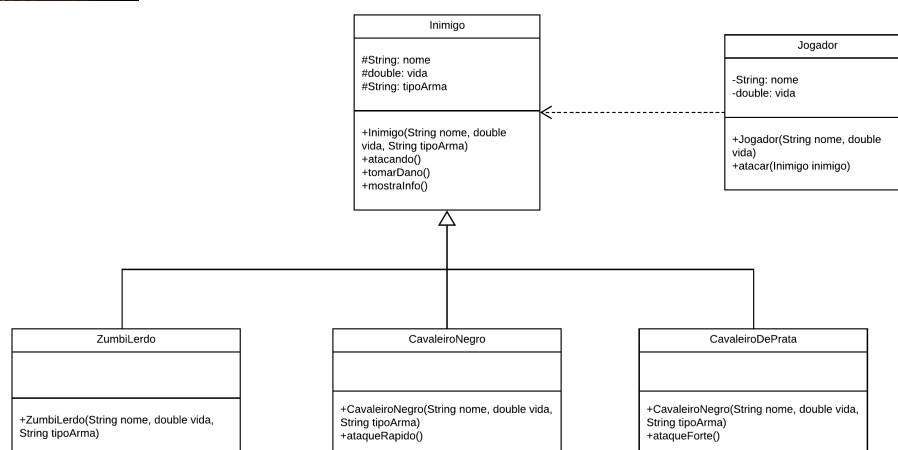 Inimigo
#String: nome
#double: vida
#String: tipoArma
+Inimigo(String nome, double
vida, String tipoArma)
+atacando()
+tomarDano()
+mostraInfo()
Jogador
-String: nome
-double: vida
+Jogador(String nome, double
vida)
+atacar(Inimigo inimigo)
ZumbiLerdo
+ZumbiLerdo(String nome, double vida,
String tipoArma)
CavaleiroNegro
+CavaleiroNegro(String nome, double vida,
String tipoArma)
+ataqueRapido()
CavaleiroDePrata
+CavaleiroNegro(String nome, double vida,
String tipoArma)
+ataqueForte()